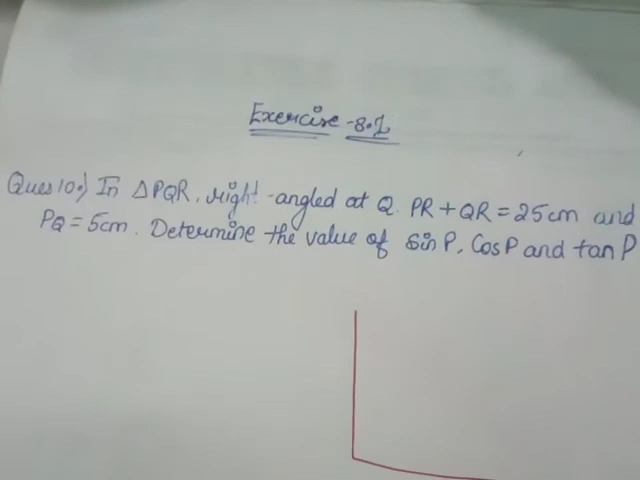 Exercise - 8.1
Ques 10.) In ΔPQR, right-angled at Q. PR + QR = 25cm and
PQ = 5cm. Determine the value of sin P, Cos P and tan P